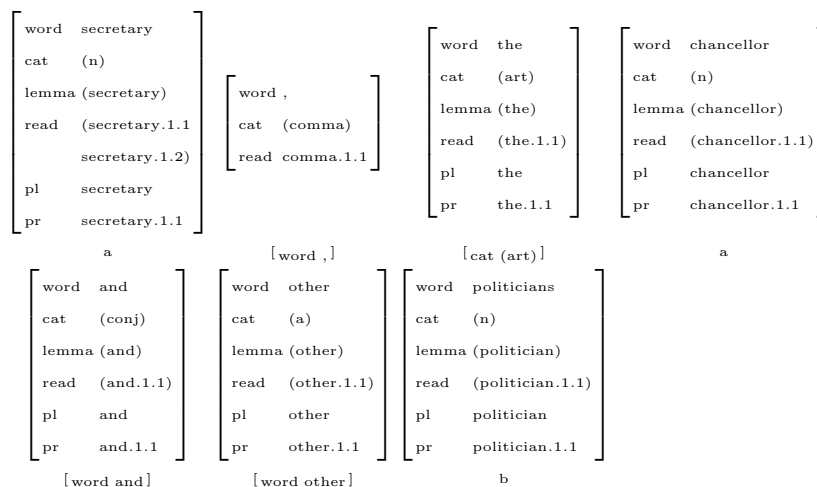 word secretary
cat (n)
lemma (secretary)
read (secretary.1.1
secretary.1.2)
pl secretary
pr secretary.1.1
a
word ,
cat (comma)
read comma.1.1
[word ,]
word the
cat (art)
lemma (the)
read (the.1.1)
pl the
pr the.1.1
[cat (art)]
word chancellor
cat (n)
lemma (chancellor)
read (chancellor.1.1)
pl chancellor
pr chancellor.1.1
a
word and
cat (conj)
lemma (and)
read (and.1.1)
pl and
pr and.1.1
[word and]
word other
cat (a)
lemma (other)
read (other.1.1)
pl other
pr other.1.1
[word other]
word politicians
cat (n)
lemma (politician)
read (politician.1.1)
pl politician
pr politician.1.1
b